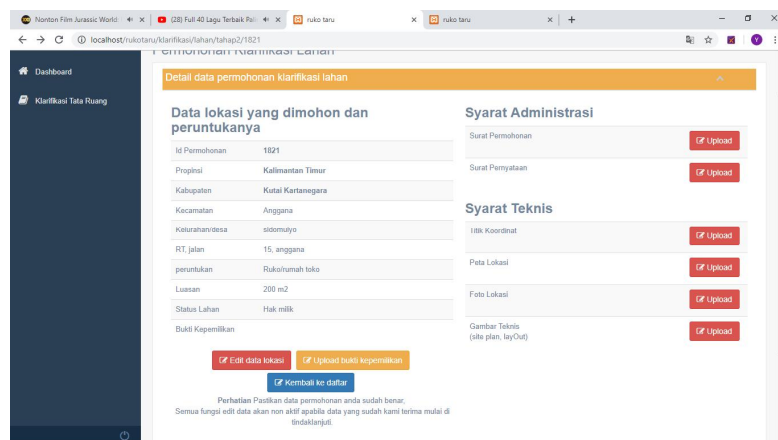 Nonton Film Jurassic World:
(28) Full 40 Lagu Terbaik Pale
ruko taru
ruko taru
localhost/rukotaru/klarifikasi/lahan/tahap2/1821
Permohonan Klarifikasi Lahan
Dashboard
Klarifikasi Tata Ruang
Detail data permohonan klarifikasi lahan
Data lokasi yang dimohon dan
peruntukanya
Id Permohonan 1821
Propinsi Kalimantan Timur
Kabupaten Kutai Kartanegara
Kecamatan Anggana
Kelurahan/desa sidomulyo
RT, jalan 15, anggana
peruntukan Ruko/rumah toko
Luasan 200 m2
Status Lahan Hak milik
Bukti Kepemilikan
Edit data lokasi
Upload bukti kepemilikan
Kembali ke daftar
Perhatian Pastikan data permohonan anda sudah benar,
Semua fungsi edit data akan non aktif apabila data yang sudah kami terima mulai di
tindaklanjuti.
Syarat Administrasi
Surat Permohonan Upload
Surat Pernyataan Upload
Syarat Teknis
Titik Koordinat Upload
Peta Lokasi Upload
Foto Lokasi Upload
Gambar Teknis Upload
(site plan, layOut)